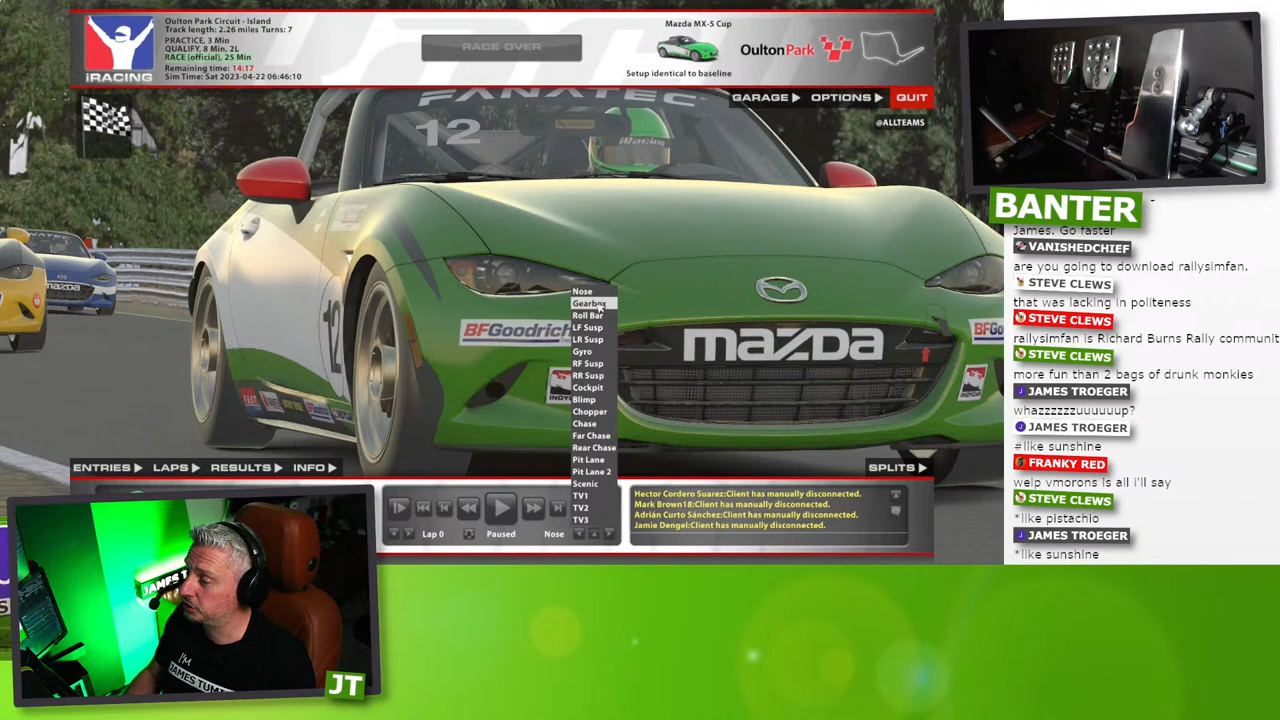 Oulton Park Circuit - Island
Track length: 2.26 miles Turns: 7
PRACTICE, 3 Min
QUALIFY, 8 Min, 2L
RACE (official), 25 Min
Remaining time: 14:17
Sim Time: Sat 2023-04-22 06:46:10
iRACING
RACE OVER
Mazda MX-5 Cup
OultonPark
Setup identical to baseline
GARAGE
OPTIONS
QUIT
@ALLTEAMS
FANATEC
12
iRacing
mazda
BFGoodrich
12
mazda
BFG
INDYCAR
INDYCAR
Nose
Gearbox
Roll Bar
LF Susp
LR Susp
Gyro
RF Susp
RR Susp
Cockpit
Blimp
Chopper
Chase
Far Chase
Rear Chase
Pit Lane
Pit Lane 2
Scenic
TV1
TV2
TV3
ENTRIES
LAPS
RESULTS
INFO
SPLITS
Lap 0
Paused
Nose
Hector Cordero Suarez:Client has manually disconnected.
Mark Brown18:Client has manually disconnected.
Adrián Curto Sánchez:Client has manually disconnected.
Jamie Dengel:Client has manually disconnected.
BANTER
James. Go faster
VANISHEDCHIEF
are you going to download rallysimfan.
STEVE CLEWS
that was lacking in politeness
STEVE CLEWS
rallysimfan is Richard Burns Rally communit
STEVE CLEWS
more fun than 2 bags of drunk monkies
JAMES TROEGER
whazzzzzzuuuuuup?
JAMES TROEGER
#like sunshine
FRANKY RED
welp vmorons is all i'll say
STEVE CLEWS
*like pistachio
JAMES TROEGER
*like sunshine
JAMES T
I'M
JAMES TUMI
JT